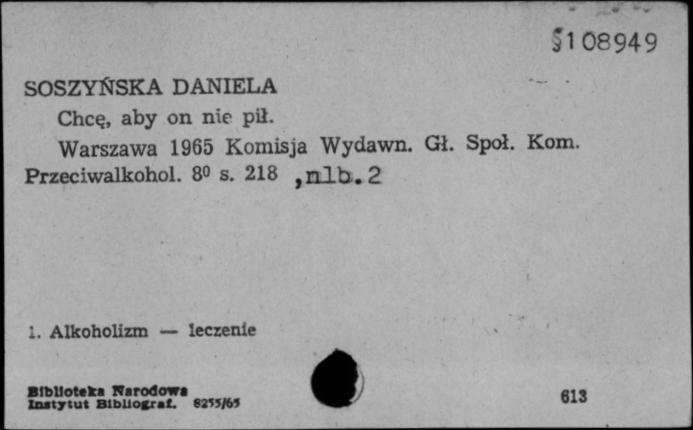 §108949
SOSZYŃSKA DANIELA
Chcę, aby on nie pił.
Warszawa 1965 Komisja Wydawn. Gł. Społ. Kom.
Przeciwalkohol. 8⁰ s. 218 ,nlb.2
1. Alkoholizm — leczenie
Biblioteka Narodowa
Instytut Bibliograf. 8255/65
613